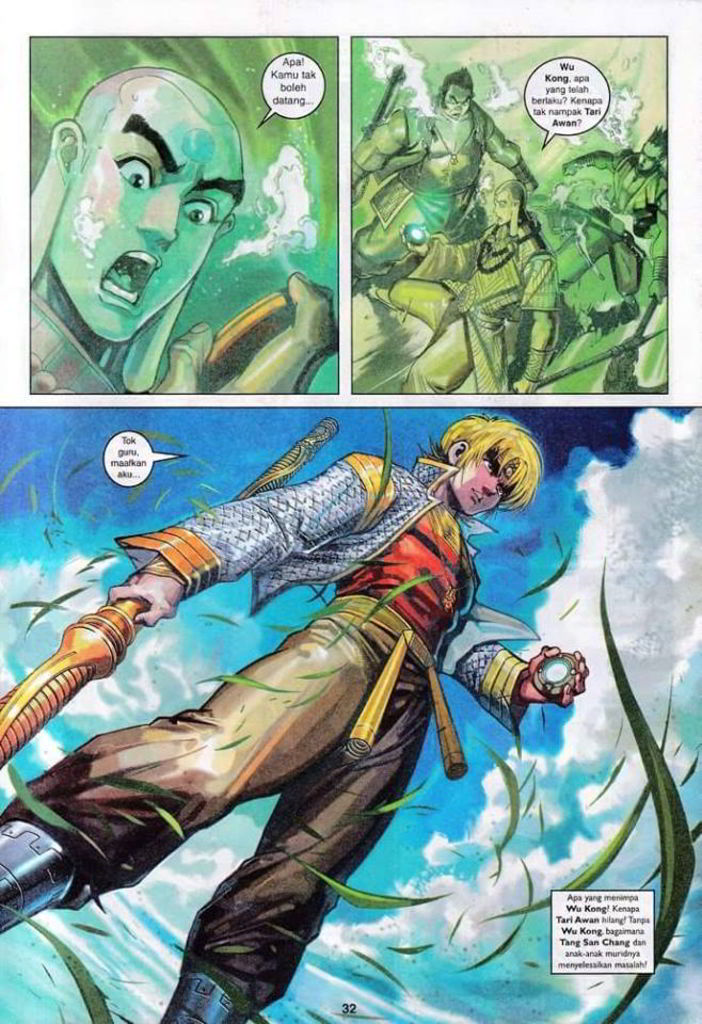 Apa!
Kamu tak
boleh
datang...
Wu
Kong, apa
yang telah
berlaku? Kenapa
tak nampak Tari
Awan?
Tok
guru,
maafkan
aku...
Apa yang menimpa
Wu Kong? Kenapa
Tari Awan hilang? Tanpa
Wu Kong, bagaimana
Tang San Chang dan
anak-anak muridnya
menyelesaikan masalah!
32